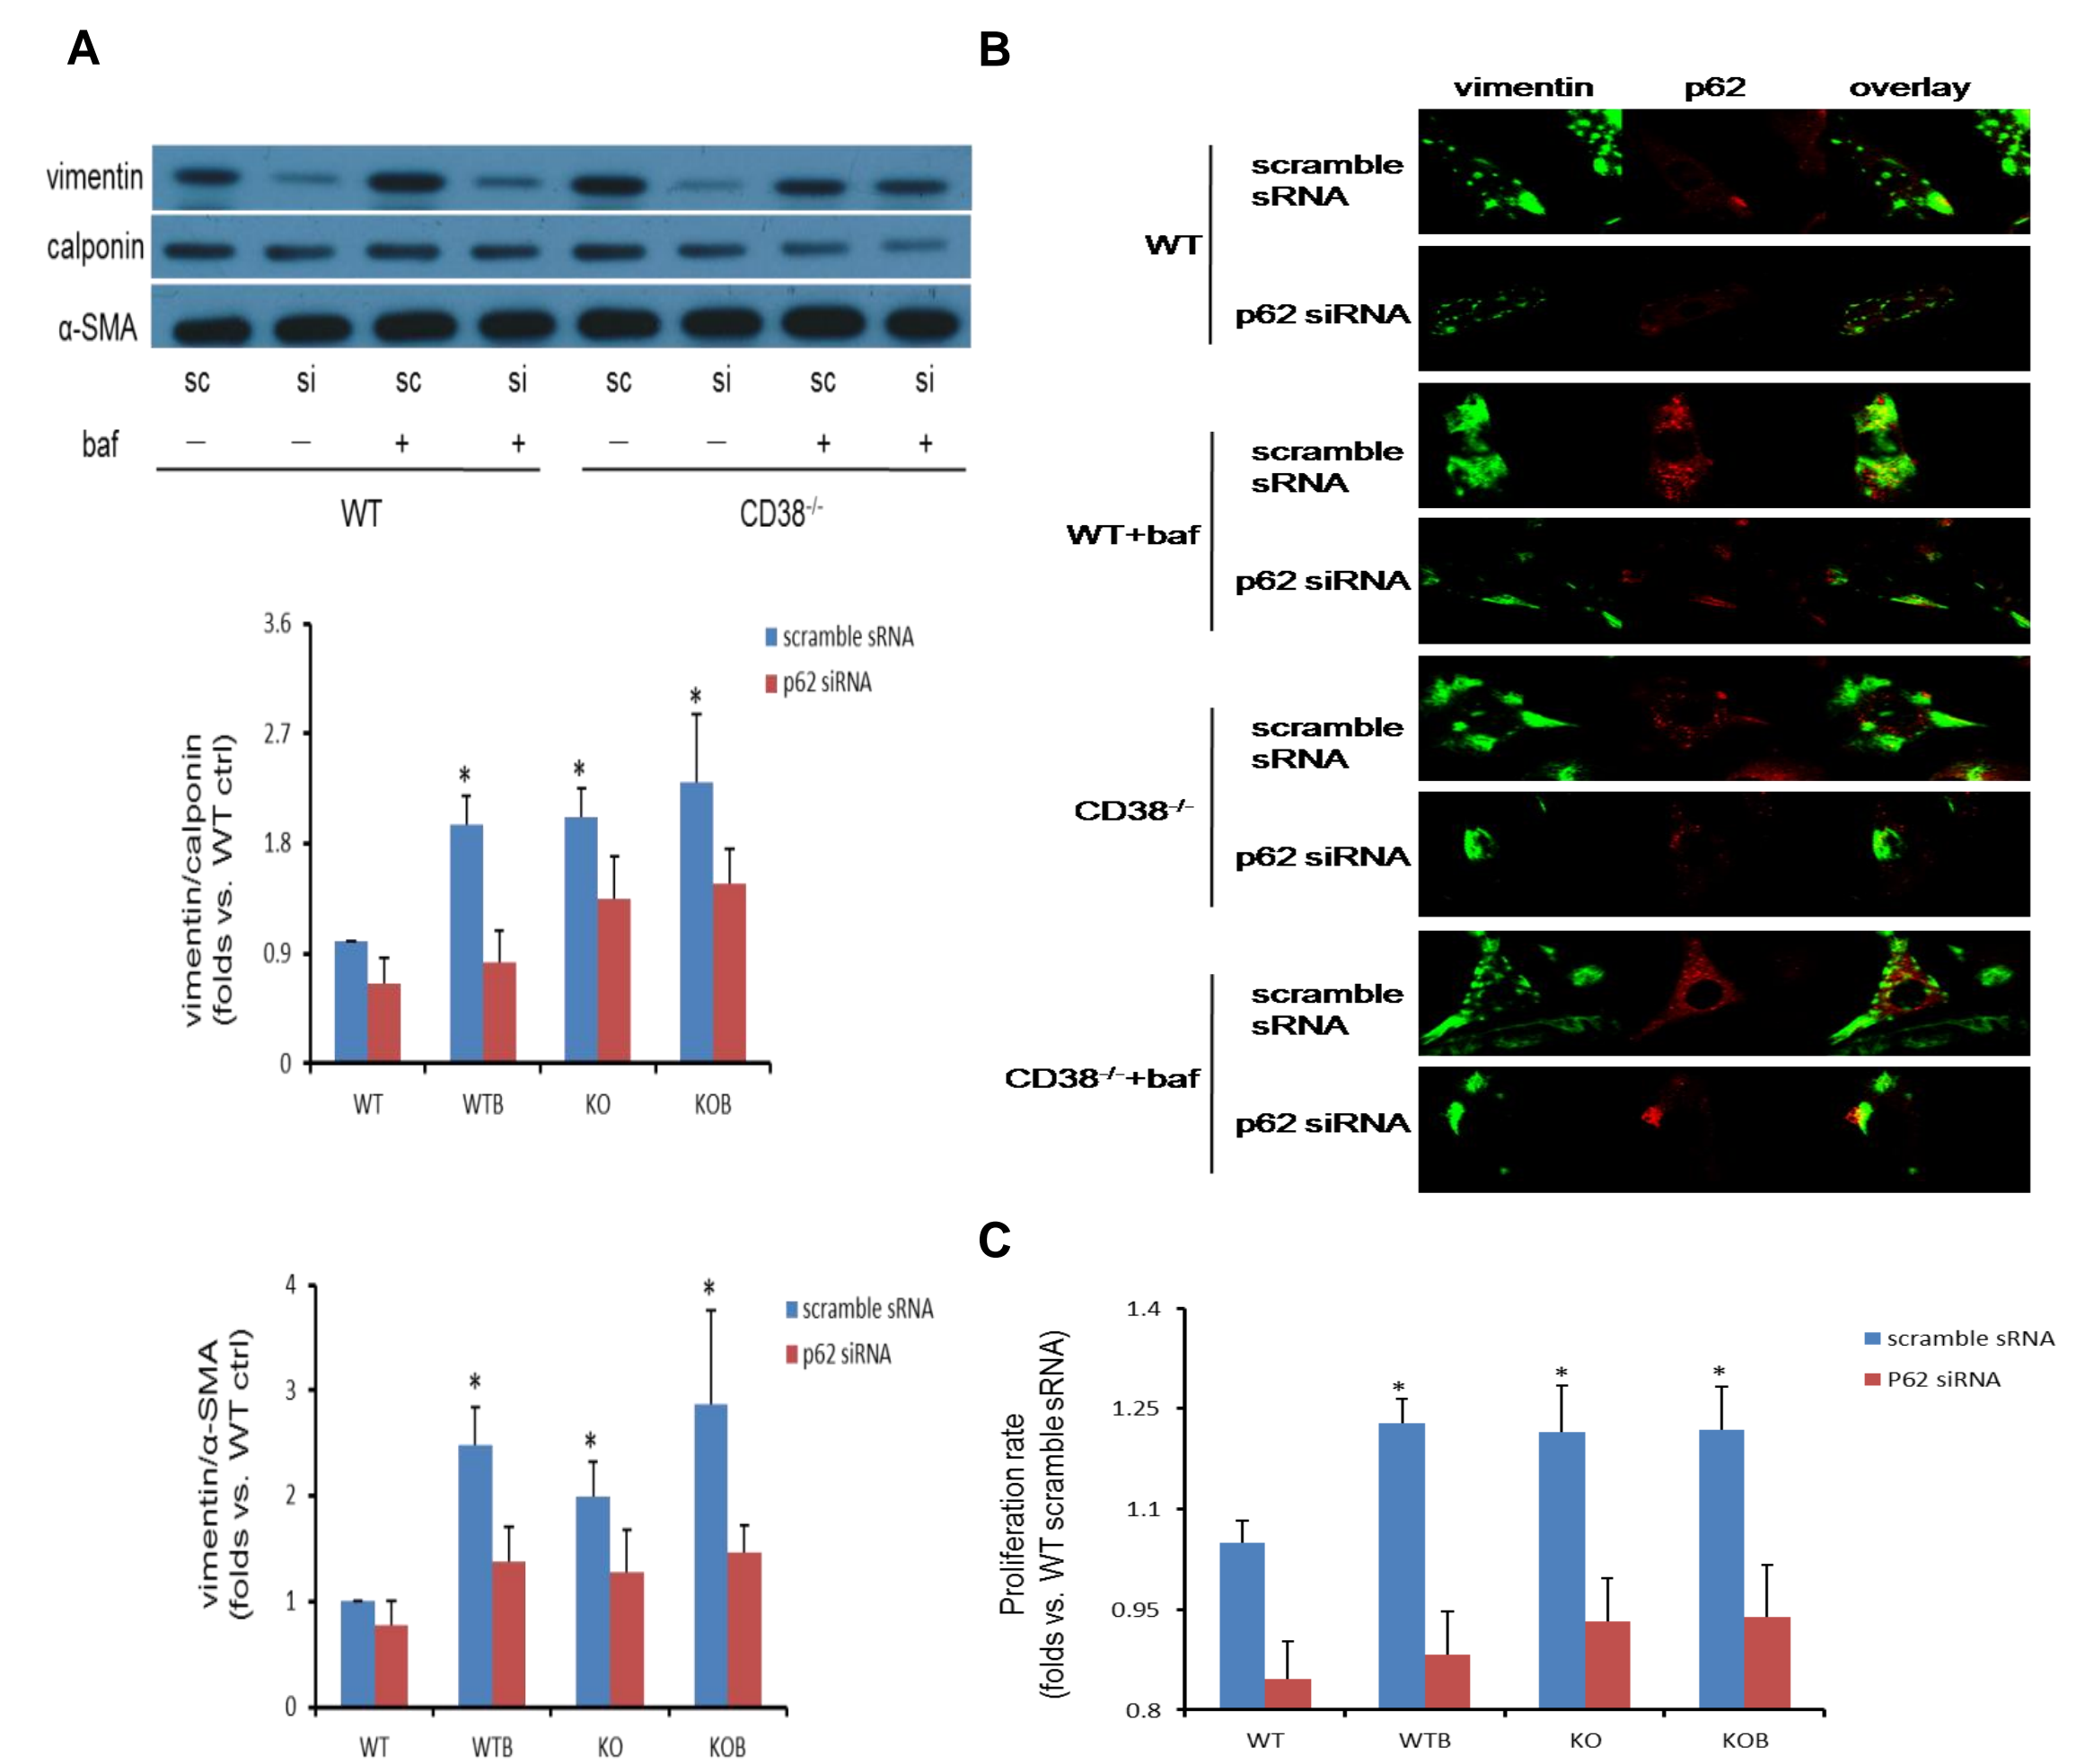 A
vimentin
calponin
α-SMA
sc si sc si sc si sc si
baf — — + + — — + +
WT CD38-/-
3.6
2.7
1.8
0.9
0
vimentin/calponin
(folds vs. WT ctrl)
scramble sRNA
p62 siRNA
* * *
WT WTB KO KOB
4
3
2
1
0
vimentin/α-SMA
(folds vs. WT ctrl)
scramble sRNA
p62 siRNA
* * *
WT WTB KO KOB
B
vimentin p62 overlay
WT
scramble
sRNA
p62 siRNA
WT+baf
scramble
sRNA
p62 siRNA
CD38-/-
scramble
sRNA
p62 siRNA
CD38-/-+baf
scramble
sRNA
p62 siRNA
C
1.4
1.25
1.1
0.95
0.8
Proliferation rate
(folds vs. WT scramble sRNA)
scramble sRNA
P62 siRNA
* * *
WT WTB KO KOB